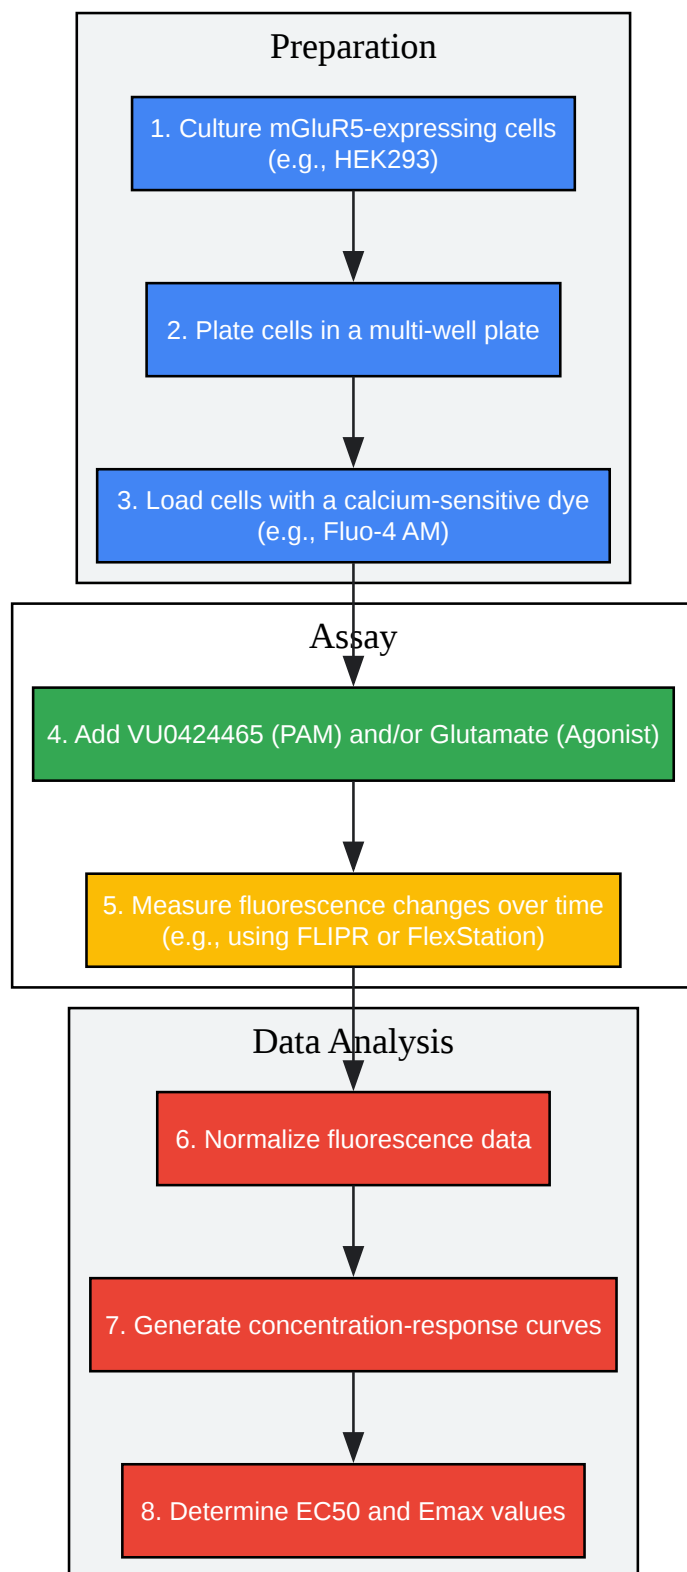 Preparation
1. Culture mGluR5-expressing cells
(e.g., HEK293)
2. Plate cells in a multi-well plate
3. Load cells with a calcium-sensitive dye
(e.g., Fluo-4 AM)
Assay
4. Add VU0424465 (PAM) and/or Glutamate (Agonist)
5. Measure fluorescence changes over time
(e.g., using FLIPR or FlexStation)
Data Analysis
6. Normalize fluorescence data
7. Generate concentration-response curves
8. Determine EC50 and Emax values